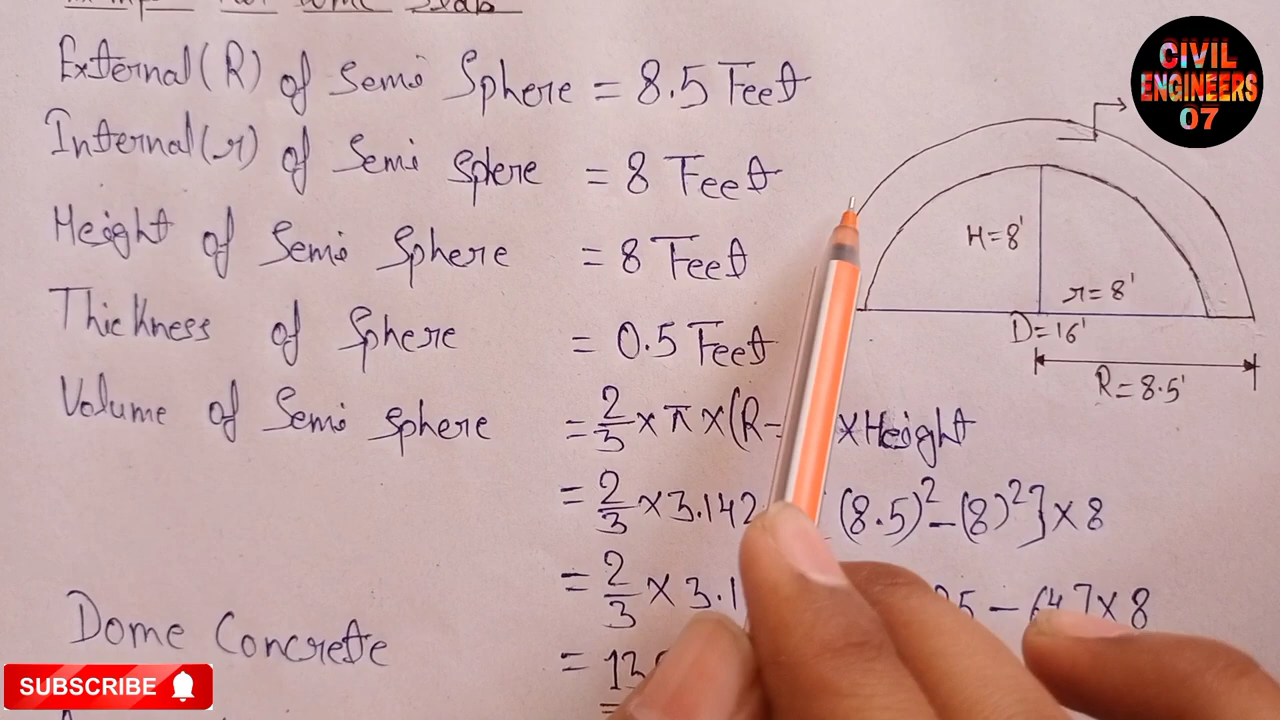 External (R) of Semi Sphere = 8.5 Feet
Internal (r) of Semi sphere = 8 Feet
Height of Semi Sphere = 8 Feet
Thickness of Sphere = 0.5 Feet
Volume of Semi Sphere = 2/3 × π × (R- × Height
= 2/3 × 3.142 (8.5)² - (8)²} × 8
= 2/3 × 3.1 - 64} × 8
Dome Concrete
= 13
CIVIL
ENGINEERS
07
H=8'
r=8'
D=16'
R=8.5'
SUBSCRIBE